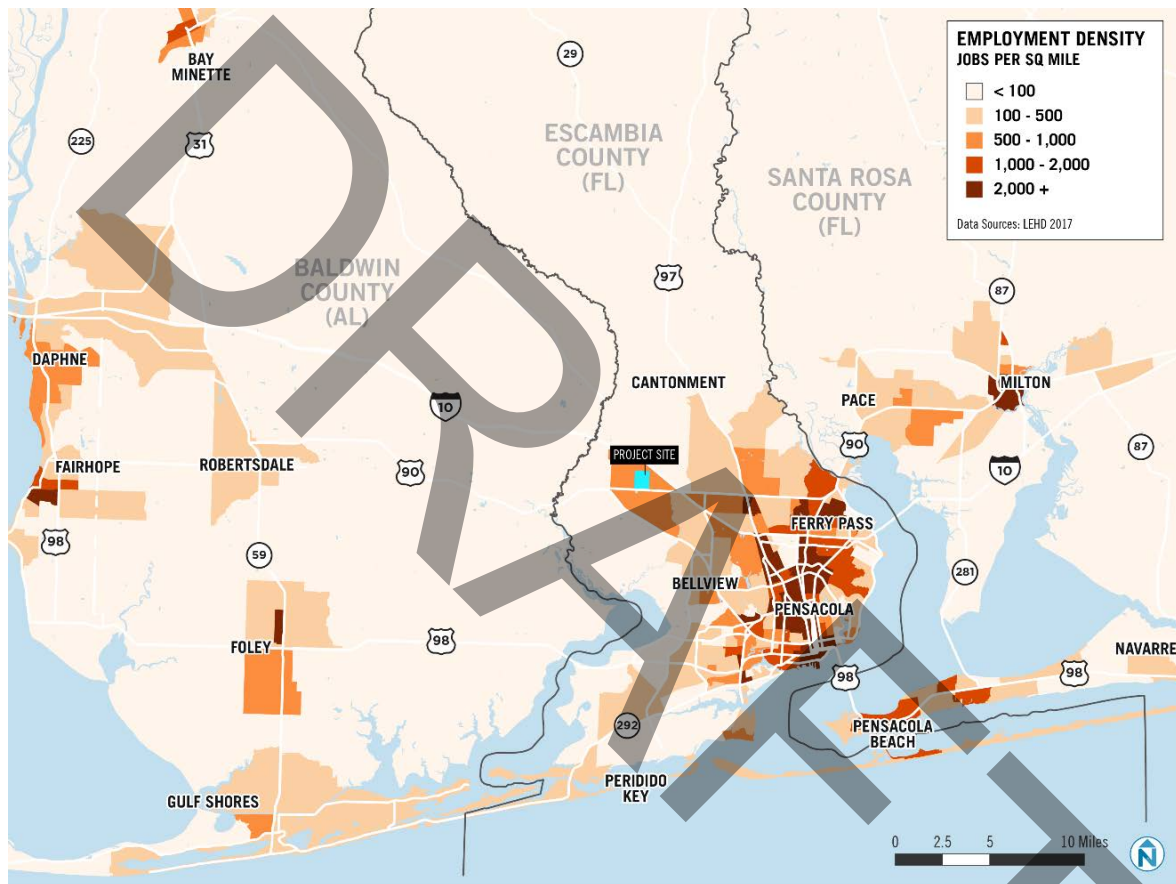 EMPLOYMENT DENSITY
JOBS PER SQ MILE
< 100
100 - 500
500 - 1,000
1,000 - 2,000
2,000 +
Data Sources: LEHD 2017
BAY
MINETTE
29
225
31
ESCAMBIA
COUNTY
(FL)
SANTA ROSA
COUNTY
(FL)
BALDWIN
COUNTY
(AL)
97
87
DAPHNE
CANTONMENT
MILTON
PACE
10
90
87
FAIRHOPE
ROBERTSDALE
90
PROJECT SITE
10
98
59
FERRY PASS
BELLVIEW
281
PENSACOLA
FOLEY
98
NAVARRE
98
98
292
PENSACOLA
BEACH
PERIDIDO
KEY
GULF SHORES
0 2.5 5 10 Miles
N
DRAFT